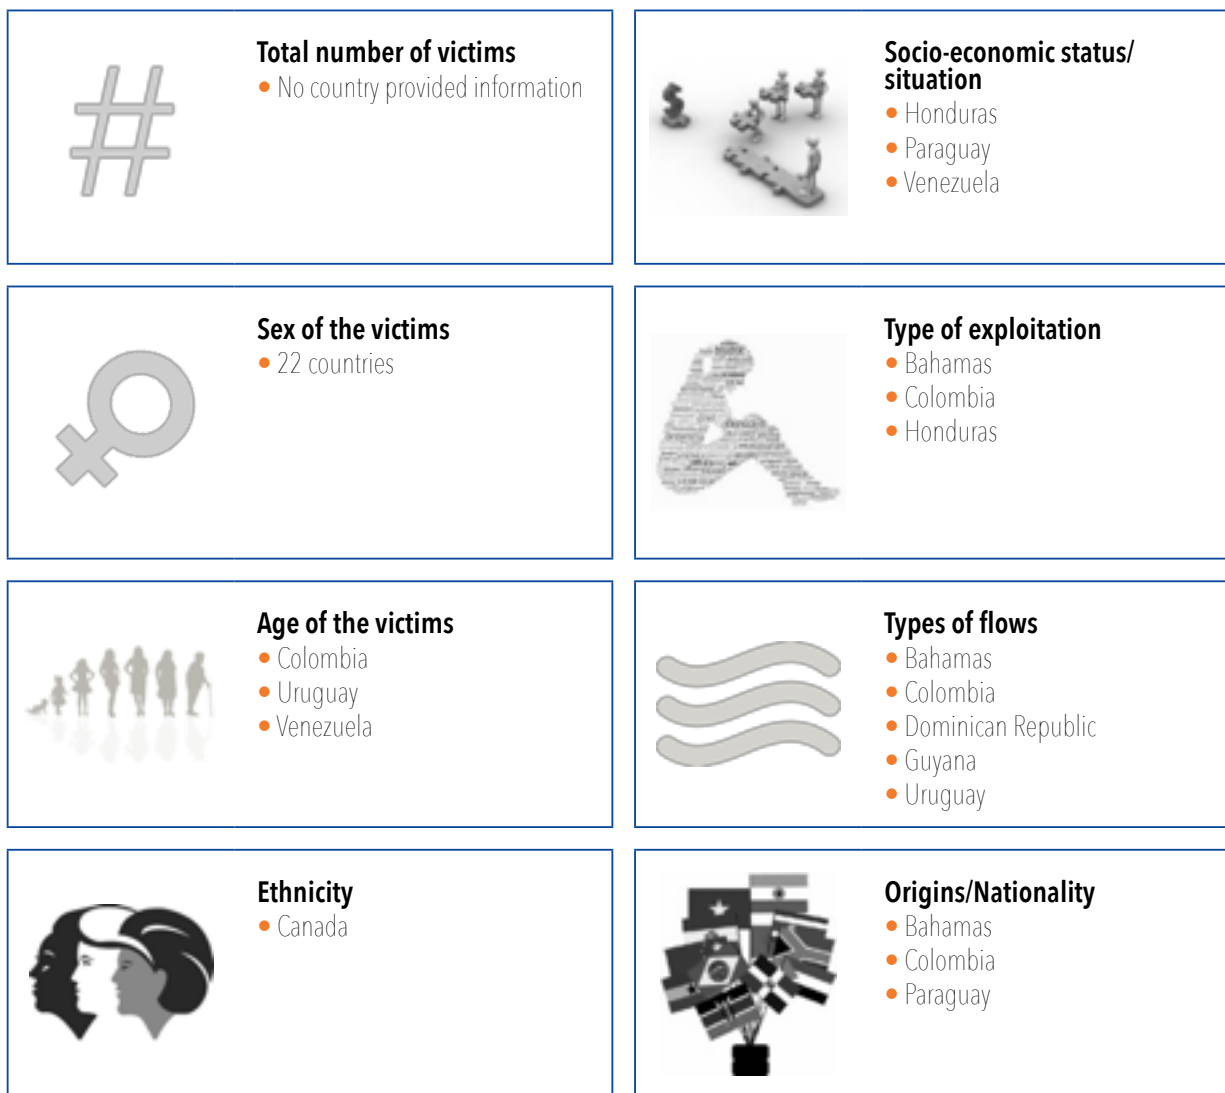 Total number of victims
• No country provided information
Socio-economic status/
situation
• Honduras
• Paraguay
• Venezuela
Sex of the victims
• 22 countries
Type of exploitation
• Bahamas
• Colombia
• Honduras
Age of the victims
• Colombia
• Uruguay
• Venezuela
Types of flows
• Bahamas
• Colombia
• Dominican Republic
• Guyana
• Uruguay
Ethnicity
• Canada
Origins/Nationality
• Bahamas
• Colombia
• Paraguay